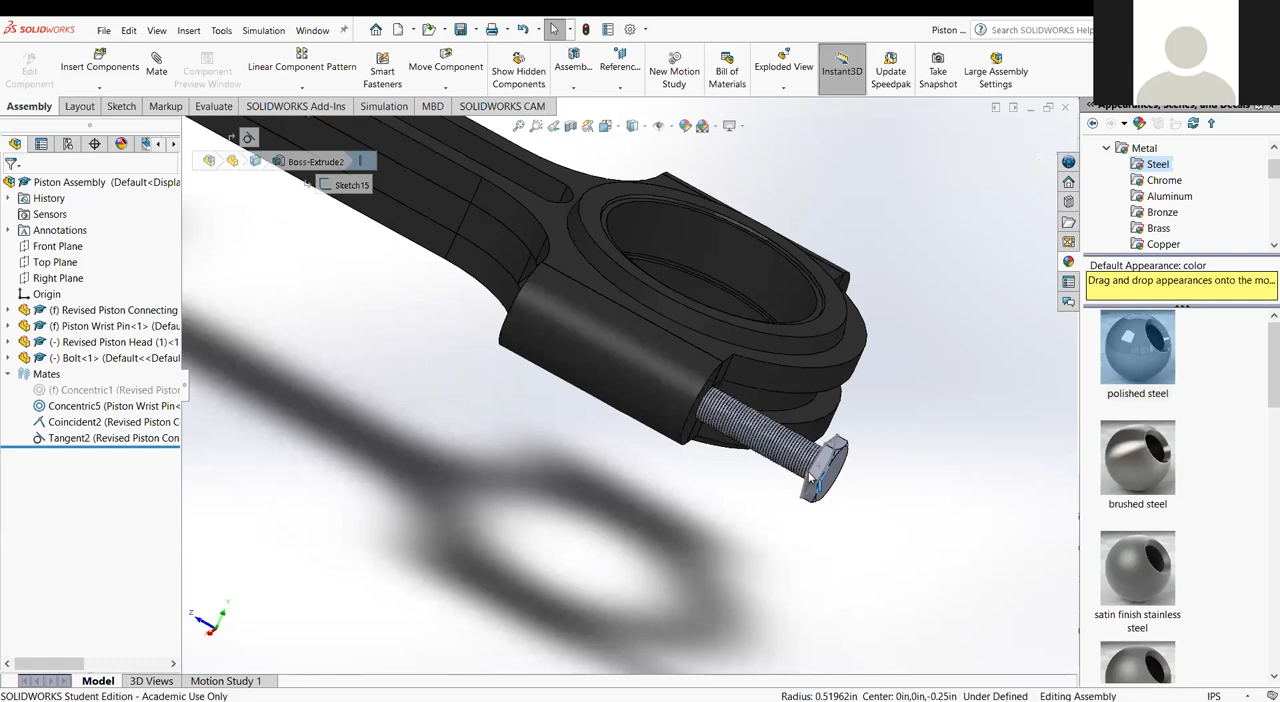 SOLIDWORKS
File Edit View Insert Tools Simulation Window
Piston ...
Search SOLIDWORKS Help
Edit Component
Insert Components
Mate
Component Preview Window
Linear Component Pattern
Smart Fasteners
Move Component
Show Hidden Components
Assemb...
Referenc...
New Motion Study
Bill of Materials
Exploded View
Instant3D
Update Speedpak
Take Snapshot
Large Assembly Settings
Assembly Layout Sketch Markup Evaluate SOLIDWORKS Add-Ins Simulation MBD SOLIDWORKS CAM
Boss-Extrude2
Sketch15
Piston Assembly (Default<Displa
History
Sensors
Annotations
Front Plane
Top Plane
Right Plane
Origin
(f) Revised Piston Connecting
(f) Piston Wrist Pin<1> (Defau
(-) Revised Piston Head (1)<1
(-) Bolt<1> (Default<<Default
Mates
(f) Concentric1 (Revised Piston
Concentric5 (Piston Wrist Pin<
Coincident2 (Revised Piston C
Tangent2 (Revised Piston Con
Appearances, Scenes, and Decals
Metal
Steel
Chrome
Aluminum
Bronze
Brass
Copper
Default Appearance: color
Drag and drop appearances onto the mo...
polished steel
brushed steel
satin finish stainless
steel
Z
Y
Model 3D Views Motion Study 1
SOLIDWORKS Student Edition - Academic Use Only
Radius: 0.51962in Center: 0in,0in,-0.25in Under Defined Editing Assembly IPS